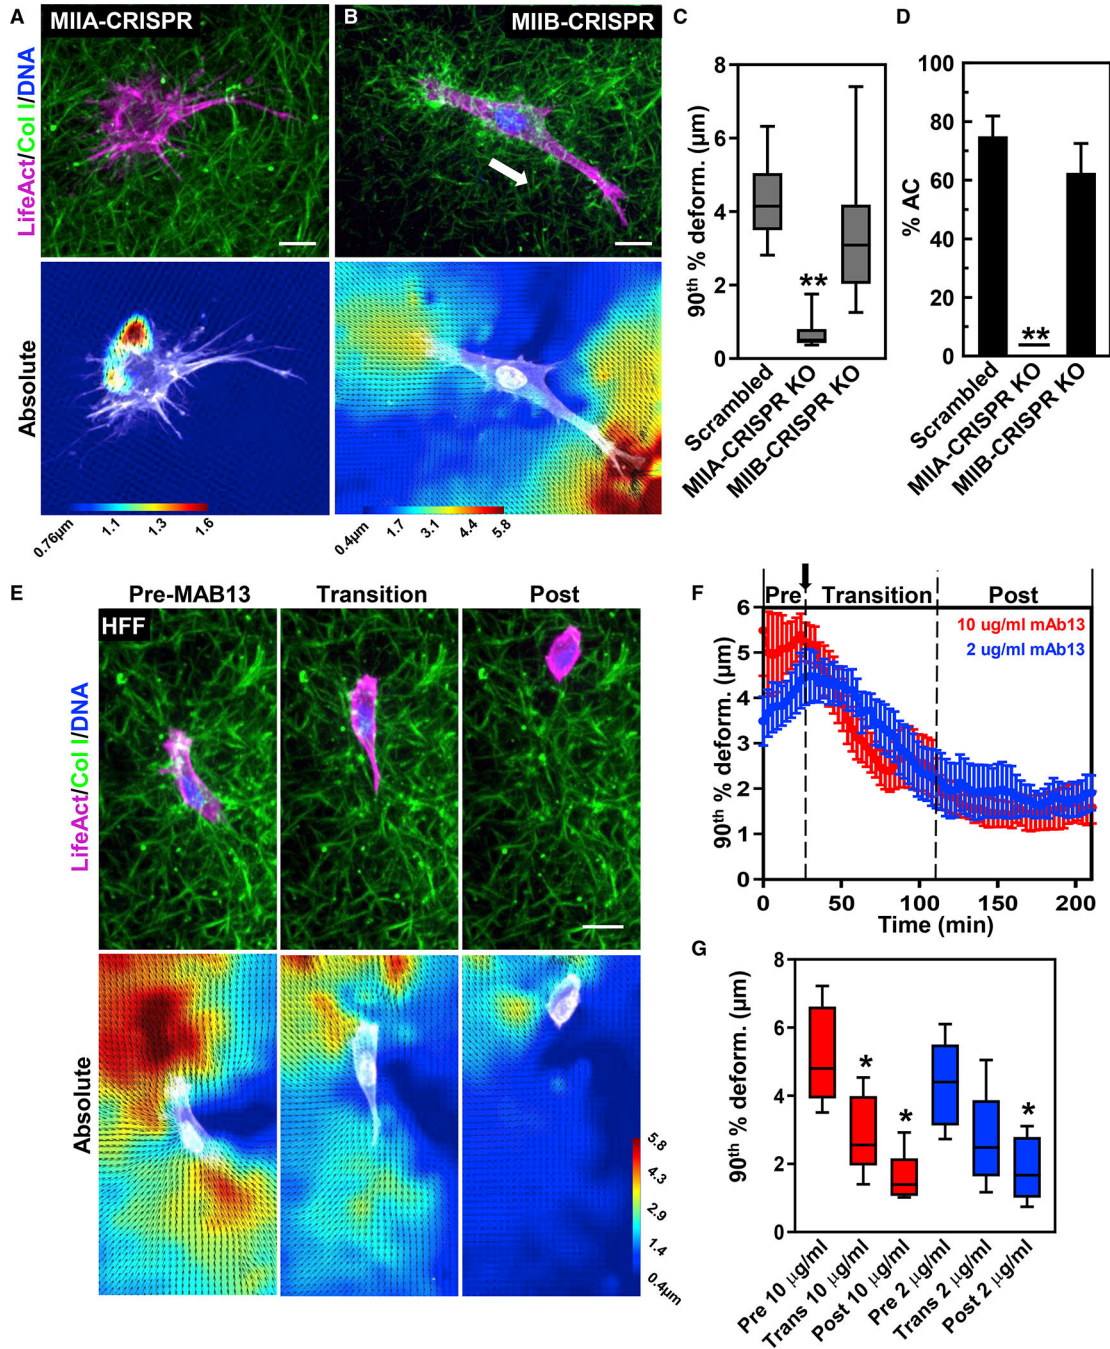 A
MIIA-CRISPR
B
MIIB-CRISPR
LifeAct/Col I/DNA
Absolute
0.76µm 1.1 1.3 1.6
0.4µm 1.7 3.1 4.4 5.8
C
90th % deform. (µm)
8
6
4
2
0
**
Scrambled
MIIA-CRISPR KO
MIIB-CRISPR KO
D
% AC
100
80
60
40
20
0
**
Scrambled
MIIA-CRISPR KO
MIIB-CRISPR KO
E
Pre-MAB13 Transition Post
HFF
LifeAct/Col I/DNA
Absolute
5.8
4.3
2.9
1.4
0.4µm
F
Pre Transition Post
10 ug/ml mAb13
2 ug/ml mAb13
90th % deform. (µm)
6
5
4
3
2
1
0
0 50 100 150 200
Time (min)
G
90th % deform. (µm)
8
6
4
2
0
* * *
Pre 10 µg/ml
Trans 10 µg/ml
Post 10 µg/ml
Pre 2 µg/ml
Trans 2 µg/ml
Post 2 µg/ml